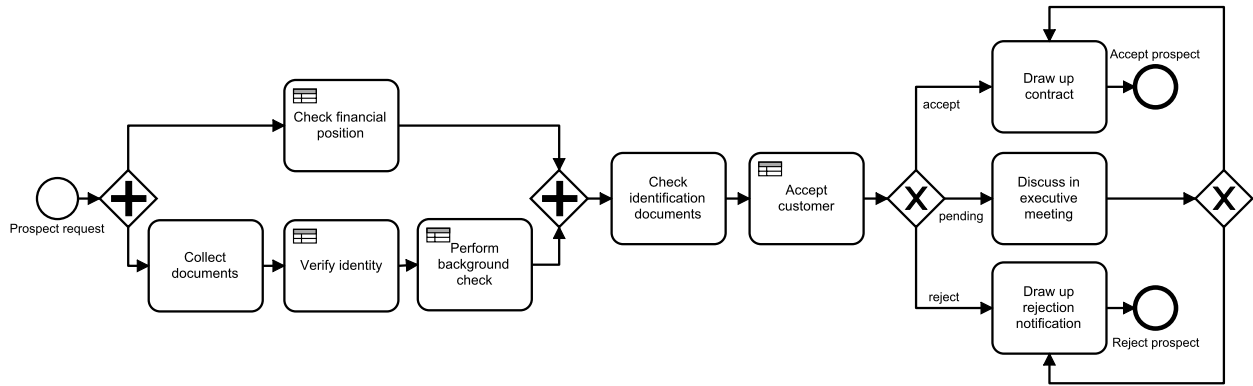 Prospect request
Check financial
position
Collect
documents
Verify identity
Perform
background
check
Check
identification
documents
Accept
customer
accept
pending
reject
Draw up
contract
Accept prospect
Discuss in
executive
meeting
Draw up
rejection
notification
Reject prospect